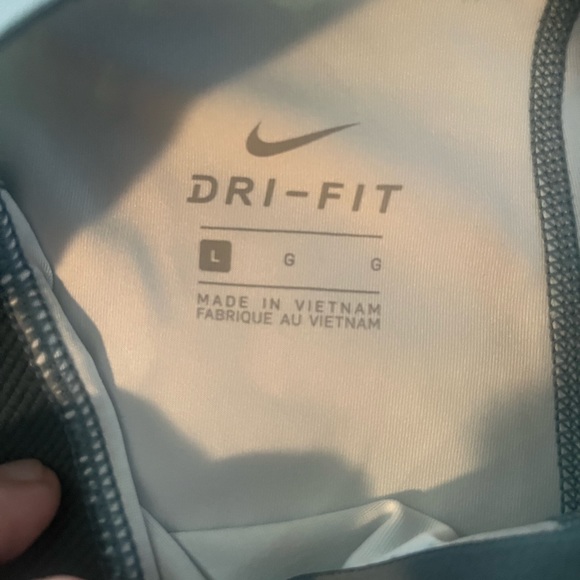 DRI-FIT
L G G
MADE IN VIETNAM
FABRIQUE AU VIETNAM